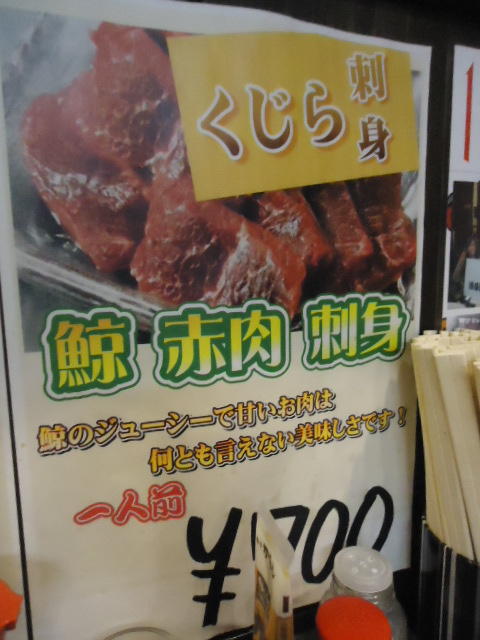 くじら刺身
鯨 赤肉 刺身
鯨のジューシーで甘いお肉は
何とも言えない美味しさです！
一人前
¥1700